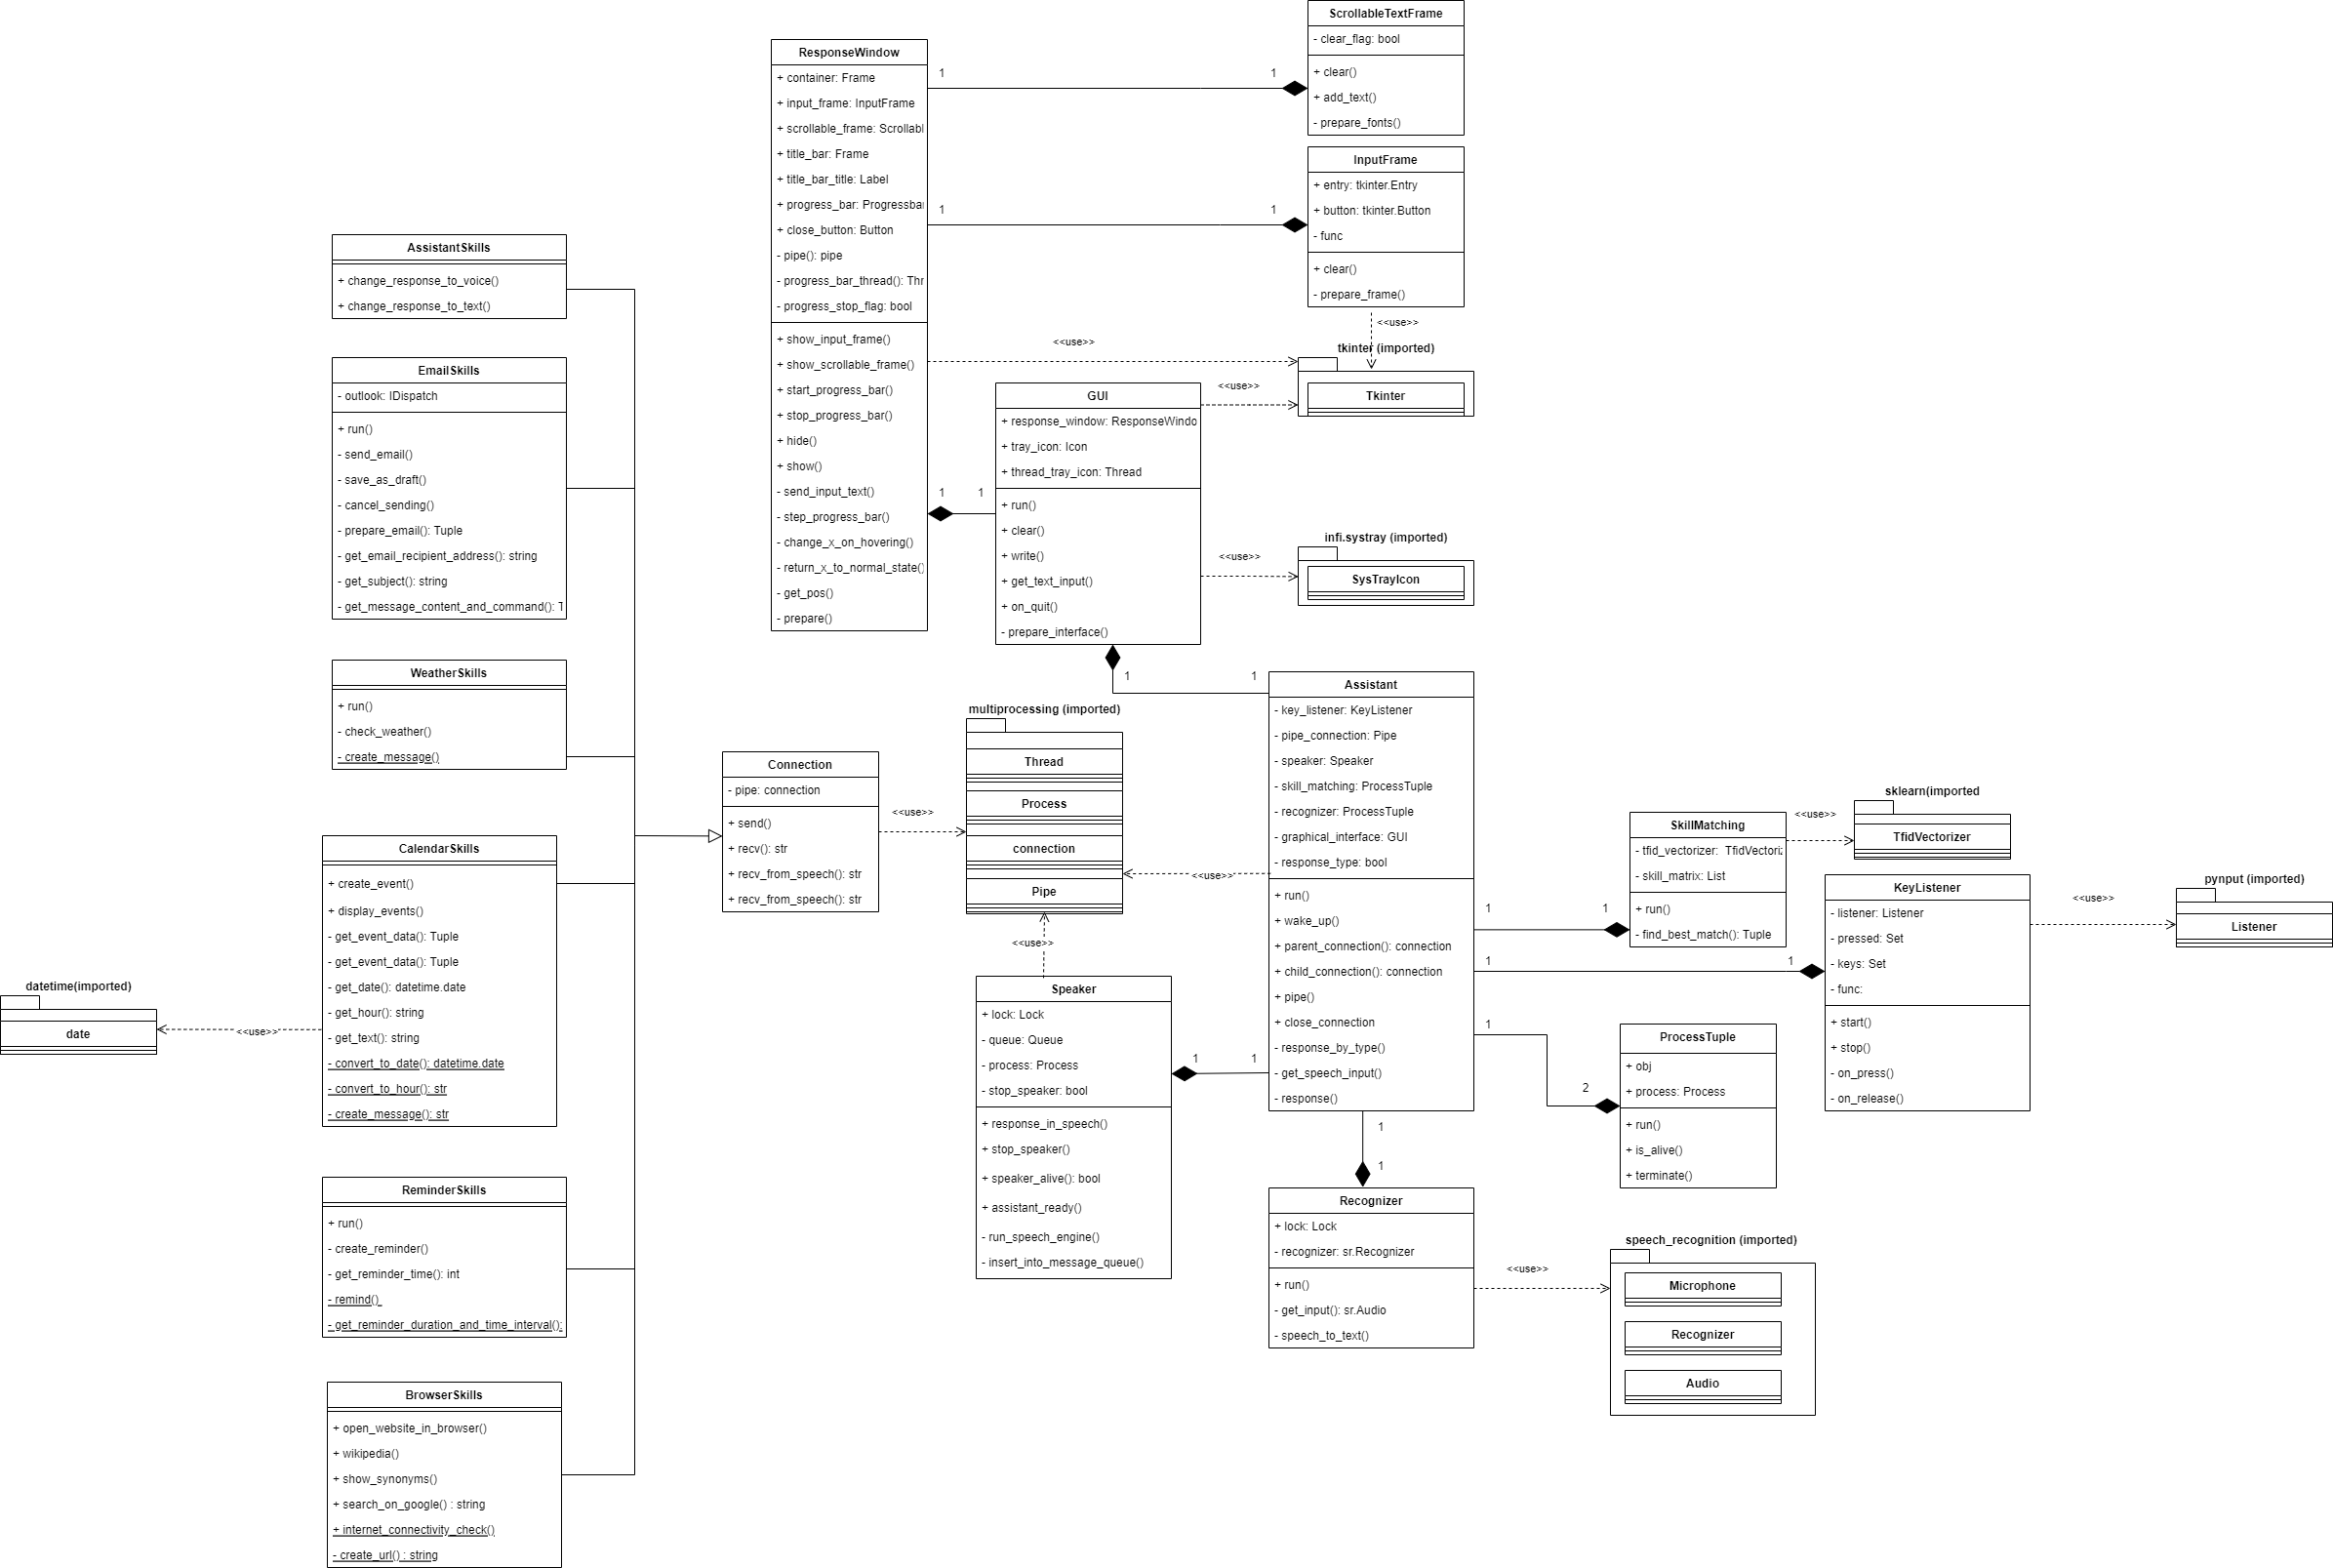 ScrollableTextFrame
- clear_flag: bool
+ clear()
+ add_text()
- prepare_fonts()
ResponseWindow
+ container: Frame
+ input_frame: InputFrame
+ scrollable_frame: Scrollabl
+ title_bar: Frame
+ title_bar_title: Label
+ progress_bar: Progressbar
+ close_button: Button
- pipe(): pipe
- progress_bar_thread(): Thr
- progress_stop_flag: bool
+ show_input_frame()
+ show_scrollable_frame()
+ start_progress_bar()
+ stop_progress_bar()
+ hide()
+ show()
- send_input_text()
- step_progress_bar()
- change_x_on_hovering()
- return_x_to_normal_state()
- get_pos()
- prepare()
1
1
1
1
InputFrame
+ entry: tkinter.Entry
+ button: tkinter.Button
- func
+ clear()
- prepare_frame()
<<use>>
<<use>>
tkinter (imported)
Tkinter
<<use>>
GUI
+ response_window: ResponseWindo
+ tray_icon: Icon
+ thread_tray_icon: Thread
+ run()
+ clear()
+ write()
+ get_text_input()
+ on_quit()
- prepare_interface()
1
1
<<use>>
infi.systray (imported)
SysTrayIcon
1
1
AssistantSkills
+ change_response_to_voice()
+ change_response_to_text()
EmailSkills
- outlook: IDispatch
+ run()
- send_email()
- save_as_draft()
- cancel_sending()
- prepare_email(): Tuple
- get_email_recipient_address(): string
- get_subject(): string
- get_message_content_and_command(): T
WeatherSkills
+ run()
- check_weather()
- create_message()
CalendarSkills
+ create_event()
+ display_events()
- get_event_data(): Tuple
- get_event_data(): Tuple
- get_date(): datetime.date
- get_hour(): string
- get_text(): string
- convert_to_date(): datetime.date
- convert_to_hour(): str
- create_message(): str
datetime(imported)
date
<<use>>
ReminderSkills
+ run()
- create_reminder()
- get_reminder_time(): int
- remind()
- get_reminder_duration_and_time_interval():
BrowserSkills
+ open_website_in_browser()
+ wikipedia()
+ show_synonyms()
+ search_on_google() : string
+ internet_connectivity_check()
- create_url() : string
Connection
- pipe: connection
+ send()
+ recv(): str
+ recv_from_speech(): str
+ recv_from_speech(): str
<<use>>
multiprocessing (imported)
Thread
Process
connection
Pipe
<<use>>
<<use>>
Assistant
- key_listener: KeyListener
- pipe_connection: Pipe
- speaker: Speaker
- skill_matching: ProcessTuple
- recognizer: ProcessTuple
- graphical_interface: GUI
- response_type: bool
+ run()
+ wake_up()
+ parent_connection(): connection
+ child_connection(): connection
+ pipe()
+ close_connection
- response_by_type()
- get_speech_input()
- response()
Speaker
+ lock: Lock
- queue: Queue
- process: Process
- stop_speaker: bool
+ response_in_speech()
+ stop_speaker()
+ speaker_alive(): bool
+ assistant_ready()
- run_speech_engine()
- insert_into_message_queue()
1
1
1
1
Recognizer
+ lock: Lock
- recognizer: sr.Recognizer
+ run()
- get_input(): sr.Audio
- speech_to_text()
<<use>>
speech_recognition (imported)
Microphone
Recognizer
Audio
1
1
SkillMatching
- tfid_vectorizer: TfidVectoriz
- skill_matrix: List
+ run()
- find_best_match(): Tuple
<<use>>
sklearn(imported
TfidVectorizer
1
1
KeyListener
- listener: Listener
- pressed: Set
- keys: Set
- func:
+ start()
+ stop()
- on_press()
- on_release()
<<use>>
pynput (imported)
Listener
1
2
ProcessTuple
+ obj
+ process: Process
+ run()
+ is_alive()
+ terminate()